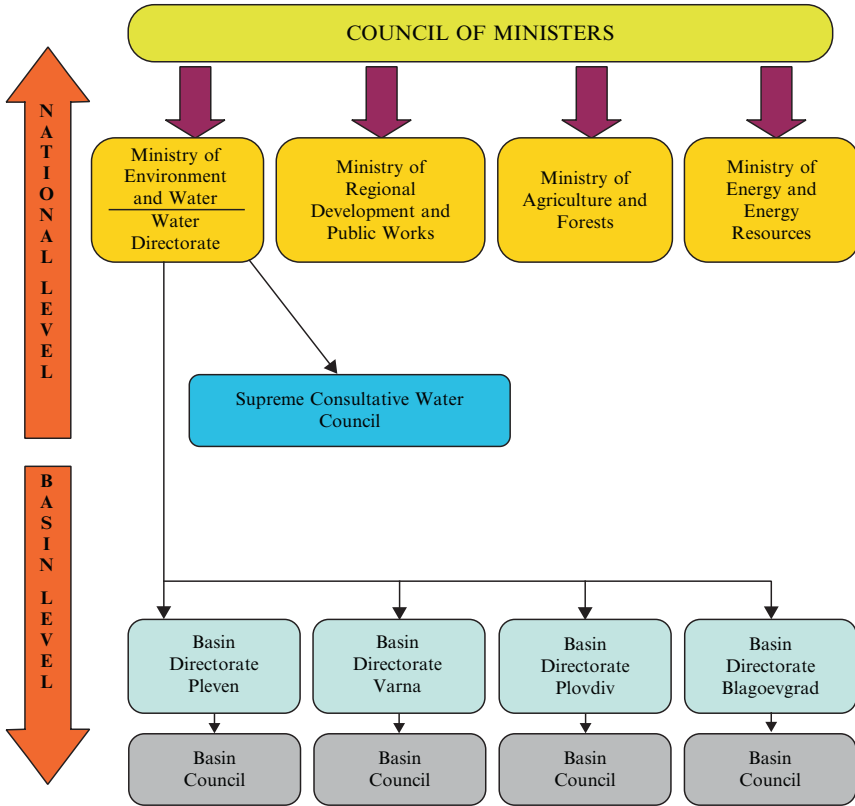 COUNCIL OF MINISTERS
NATIONAL LEVEL
Ministry of
Environment
and Water
Water
Directorate
Ministry of
Regional
Development and
Public Works
Ministry of
Agriculture and
Forests
Ministry of
Energy and
Energy
Resources
Supreme Consultative Water
Council
BASIN LEVEL
Basin
Directorate
Pleven
Basin
Directorate
Varna
Basin
Directorate
Plovdiv
Basin
Directorate
Blagoevgrad
Basin
Council
Basin
Council
Basin
Council
Basin
Council